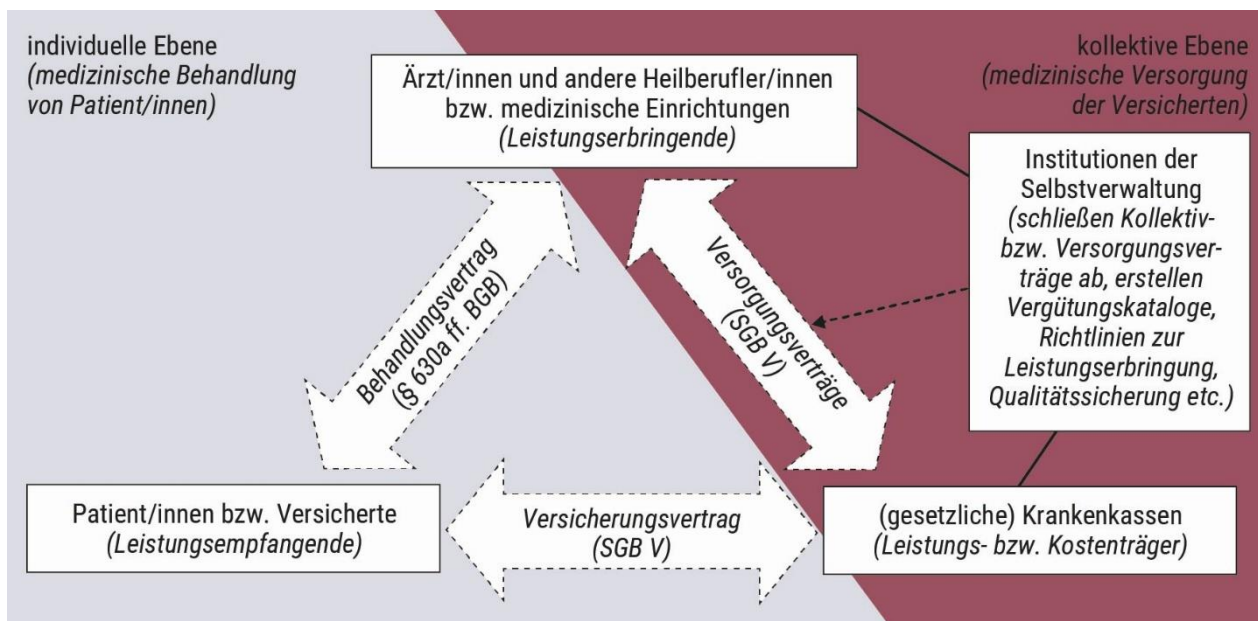 individuelle Ebene
(medizinische Behandlung
von Patient/innen)
kollektive Ebene
(medizinische Versorgung
der Versicherten)
Ärzt/innen und andere Heilberufler/innen
bzw. medizinische Einrichtungen
(Leistungserbringende)
Institutionen der
Selbstverwaltung
(schließen Kollektiv-
bzw. Versorgungsver-
träge ab, erstellen
Vergütungskataloge,
Richtlinien zur
Leistungserbringung,
Qualitätssicherung etc.)
Behandlungsvertrag
(§ 630a ff. BGB)
Versorgungsverträge
(SGB V)
Patient/innen bzw. Versicherte
(Leistungsempfangende)
Versicherungsvertrag
(SGB V)
(gesetzliche) Krankenkassen
(Leistungs- bzw. Kostenträger)